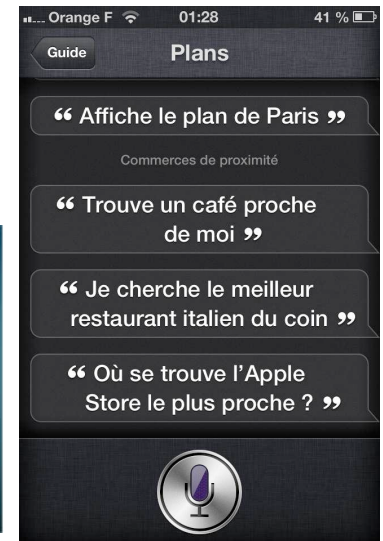 Orange F 01:28 41 %
Guide Plans
“ Affiche le plan de Paris ”
Commerces de proximité
“ Trouve un café proche
de moi ”
“ Je cherche le meilleur
restaurant italien du coin ”
“ Où se trouve l’Apple
Store le plus proche ? ”